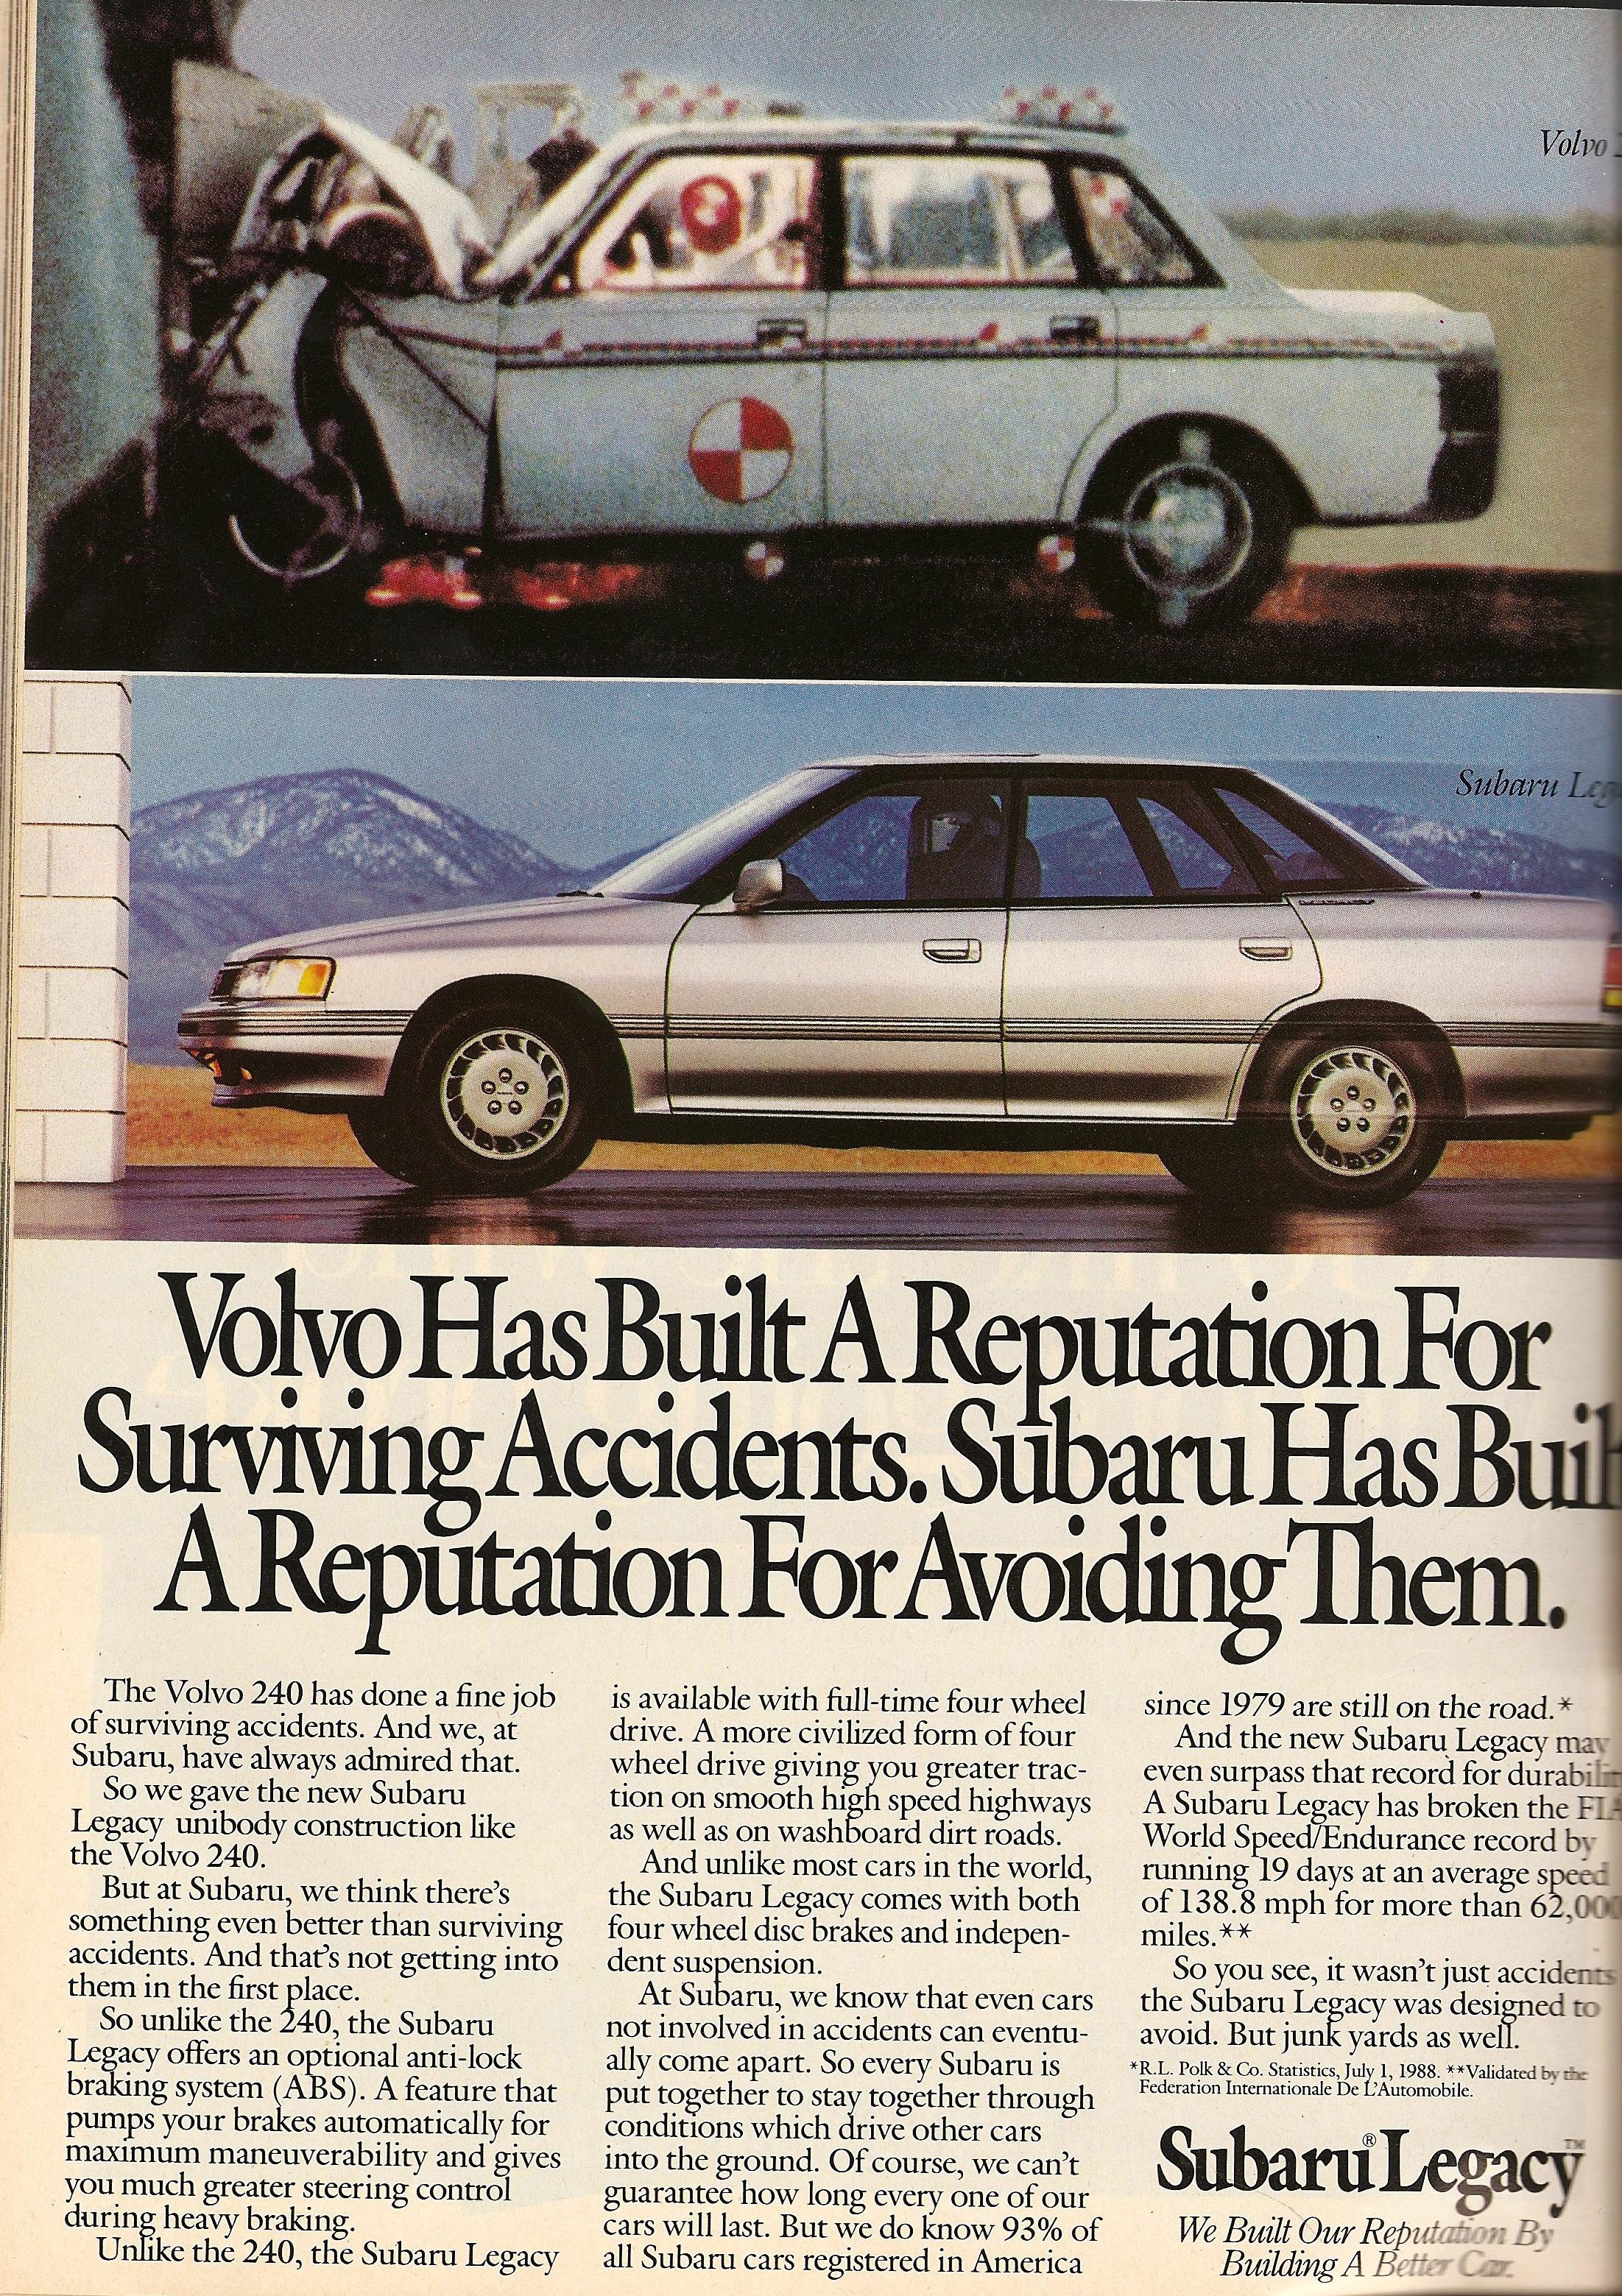 Volvo
Subaru Leg
Volvo Has Built A Reputation For
Surviving Accidents. Subaru Has Buil
A Reputation For Avoiding Them.
The Volvo 240 has done a fine job
of surviving accidents. And we, at
Subaru, have always admired that.
So we gave the new Subaru
Legacy unibody construction like
the Volvo 240.
But at Subaru, we think there's
something even better than surviving
accidents. And that's not getting into
them in the first place.
So unlike the 240, the Subaru
Legacy offers an optional anti-lock
braking system (ABS). A feature that
pumps your brakes automatically for
maximum maneuverability and gives
you much greater steering control
during heavy braking.
Unlike the 240, the Subaru Legacy
is available with full-time four wheel
drive. A more civilized form of four
wheel drive giving you greater trac-
tion on smooth high speed highways
as well as on washboard dirt roads.
And unlike most cars in the world,
the Subaru Legacy comes with both
four wheel disc brakes and indepen-
dent suspension.
At Subaru, we know that even cars
not involved in accidents can eventu-
ally come apart. So every Subaru is
put together to stay together through
conditions which drive other cars
into the ground. Of course, we can't
guarantee how long every one of our
cars will last. But we do know 93% of
all Subaru cars registered in America
since 1979 are still on the road.*
And the new Subaru Legacy may
even surpass that record for durabilit
A Subaru Legacy has broken the FIA
World Speed/Endurance record by
running 19 days at an average speed
of 138.8 mph for more than 62,000
miles.**
So you see, it wasn't just accidents
the Subaru Legacy was designed to
avoid. But junk yards as well.
*R.L. Polk & Co. Statistics, July 1, 1988. **Validated by the
Federation Internationale De L'Automobile.
Subaru® Legacy™
We Built Our Reputation By
Building A Better Car.